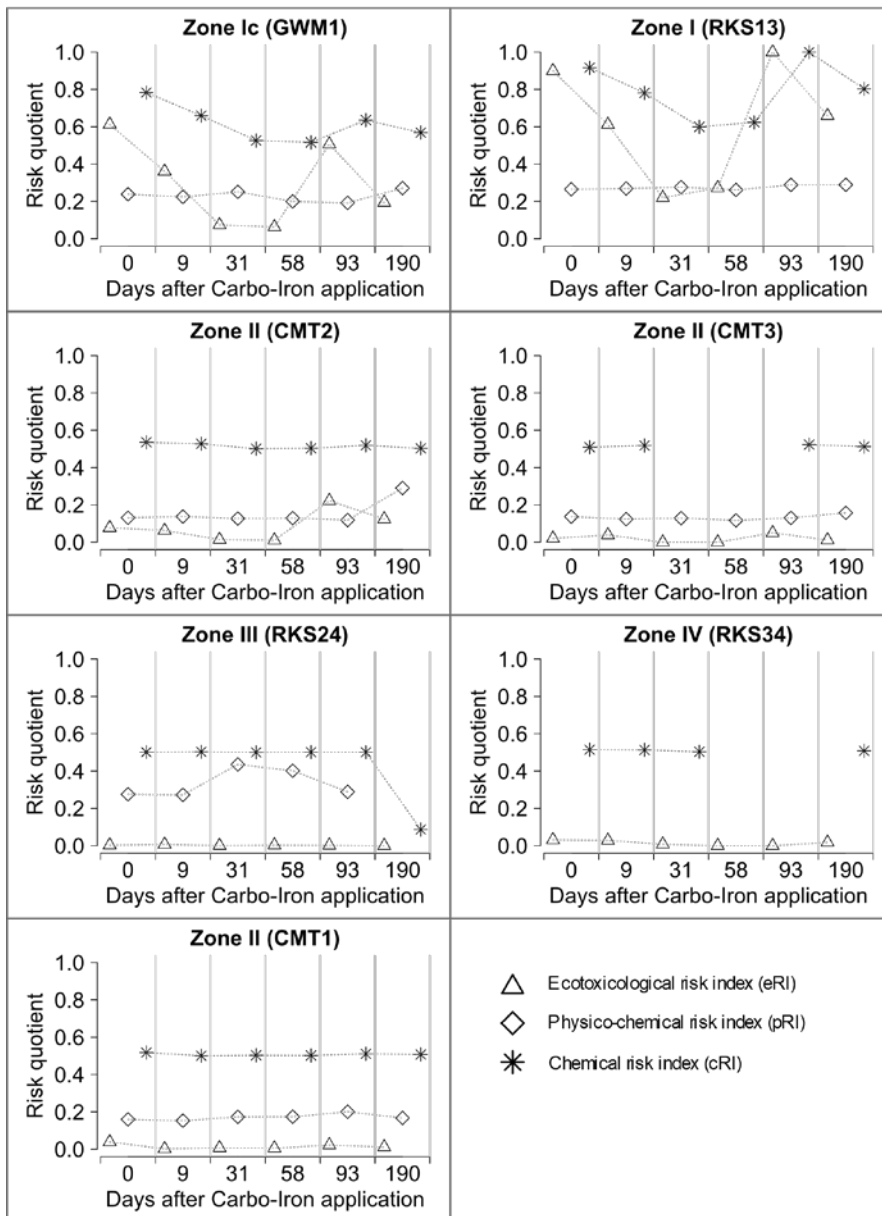 Zone Ic (GWM1)
Risk quotient
1.0
0.8
0.6
0.4
0.2
0.0
0 9 31 58 93 190
Days after Carbo-Iron application
Zone I (RKS13)
Risk quotient
1.0
0.8
0.6
0.4
0.2
0.0
0 9 31 58 93 190
Days after Carbo-Iron application
Zone II (CMT2)
Risk quotient
1.0
0.8
0.6
0.4
0.2
0.0
0 9 31 58 93 190
Days after Carbo-Iron application
Zone II (CMT3)
Risk quotient
1.0
0.8
0.6
0.4
0.2
0.0
0 9 31 58 93 190
Days after Carbo-Iron application
Zone III (RKS24)
Risk quotient
1.0
0.8
0.6
0.4
0.2
0.0
0 9 31 58 93 190
Days after Carbo-Iron application
Zone IV (RKS34)
Risk quotient
1.0
0.8
0.6
0.4
0.2
0.0
0 9 31 58 93 190
Days after Carbo-Iron application
Zone II (CMT1)
Risk quotient
1.0
0.8
0.6
0.4
0.2
0.0
0 9 31 58 93 190
Days after Carbo-Iron application
Ecotoxicological risk index (eRI)
Physico-chemical risk index (pRI)
Chemical risk index (cRI)